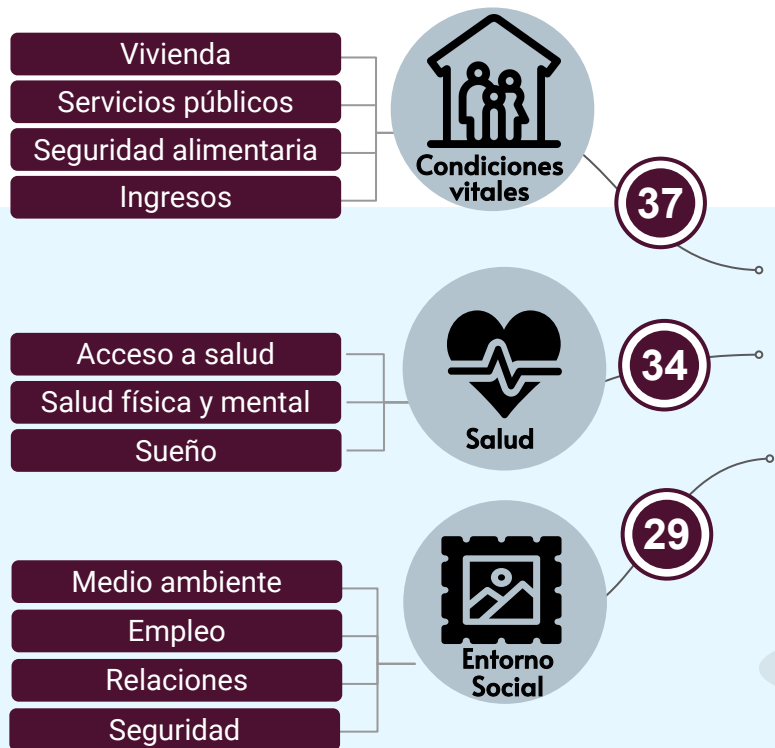 Vivienda
Servicios públicos
Seguridad alimentaria
Ingresos
Condiciones
vitales
37
Acceso a salud
Salud física y mental
Sueño
Salud
34
29
Medio ambiente
Empleo
Relaciones
Seguridad
Entorno
Social